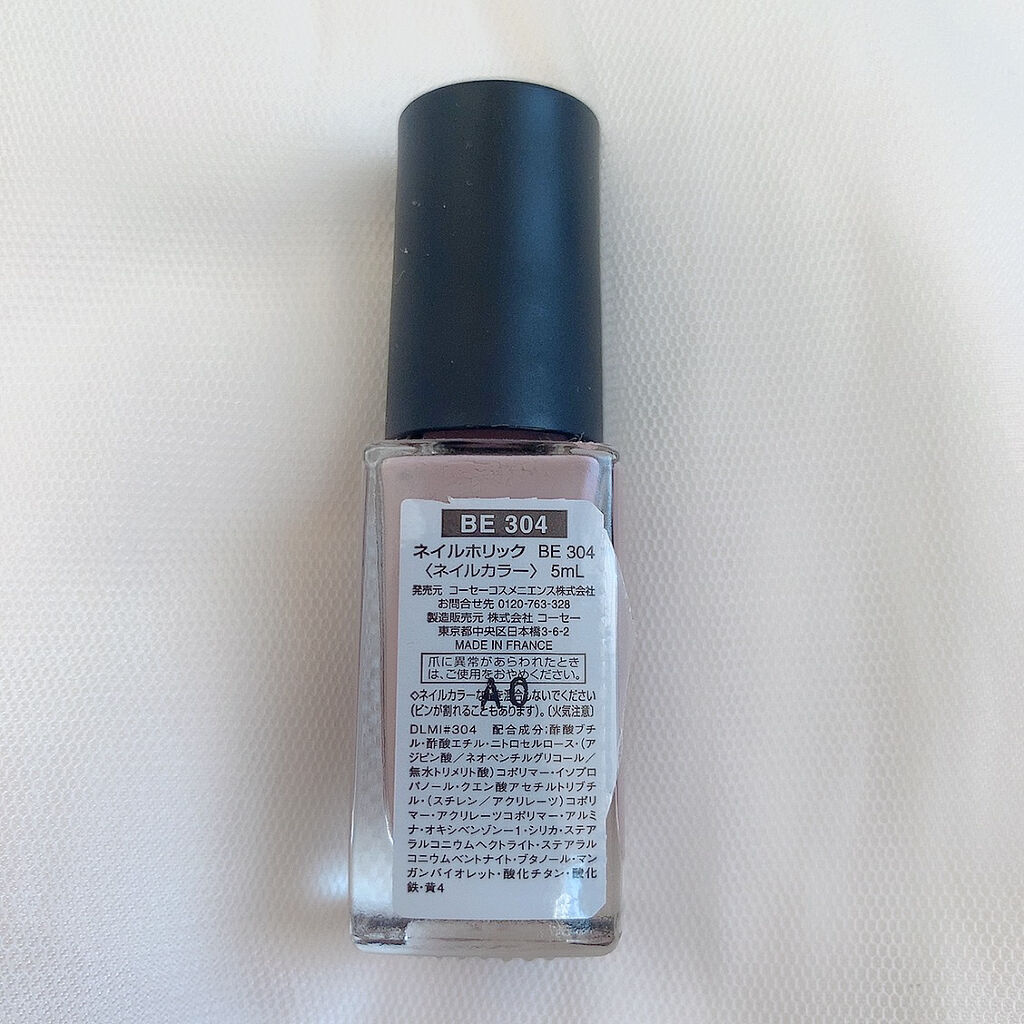 BE 304
ネイルホリック BE 304
〈ネイルカラー〉 5mL
発売元 コーセーコスメニエンス株式会社
お問合せ先 0120-763-328
製造販売元 株式会社 コーセー
東京都中央区日本橋3-6-2
MADE IN FRANCE
爪に異常があらわれたとき
は、ご使用をおやめください。
◇ネイルカラーな を混合しないでください
(ビンが割れることもあります)。〔火気注意〕
A0
DLMI#304 配合成分:酢酸ブチ
ル・酢酸エチル・ニトロセルロース・(ア
ジピン酸/ネオペンチルグリコール/
無水トリメリト酸)コポリマー・イソプロ
パノール・クエン酸アセチルトリブチ
ル・(スチレン/アクリレーツ)コポリ
マー・アクリレーツコポリマー・アルミ
ナ・オキシベンゾン-1・シリカ・ステア
ラルコニウムヘクトライト・ステアラル
コニウムベントナイト・ブタノール・マン
ガンバイオレット・酸化チタン・酸化
鉄・黄4